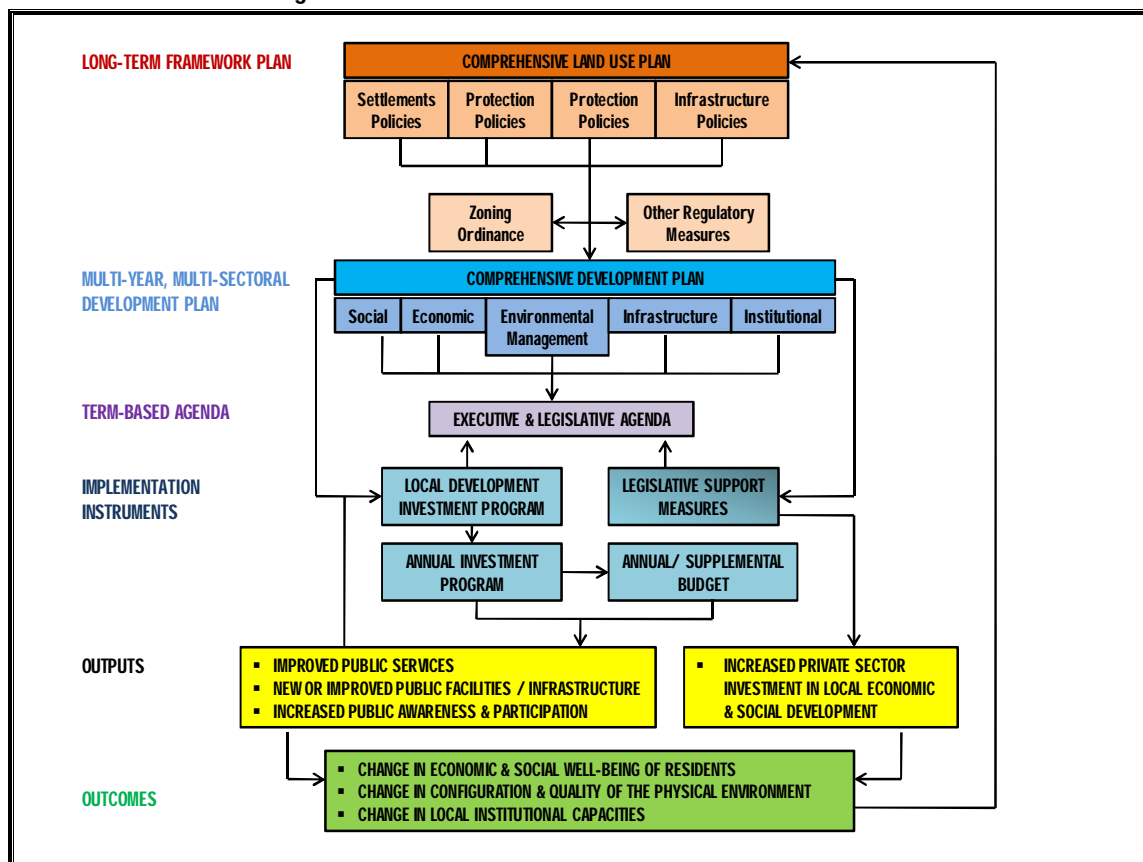 LONG-TERM FRAMEWORK PLAN
COMPREHENSIVE LAND USE PLAN
Settlements
Policies
Protection
Policies
Protection
Policies
Infrastructure
Policies
Zoning
Ordinance
Other Regulatory
Measures
MULTI-YEAR, MULTI-SECTORAL
DEVELOPMENT PLAN
COMPREHENSIVE DEVELOPMENT PLAN
Social
Economic
Environmental
Management
Infrastructure
Institutional
TERM-BASED AGENDA
EXECUTIVE & LEGISLATIVE AGENDA
IMPLEMENTATION
INSTRUMENTS
LOCAL DEVELOPMENT
INVESTMENT PROGRAM
LEGISLATIVE SUPPORT
MEASURES
ANNUAL INVESTMENT
PROGRAM
ANNUAL/ SUPPLEMENTAL
BUDGET
OUTPUTS
▪ IMPROVED PUBLIC SERVICES
▪ NEW OR IMPROVED PUBLIC FACILITIES / INFRASTRUCTURE
▪ INCREASED PUBLIC AWARENESS & PARTICIPATION
▪ INCREASED PRIVATE SECTOR
INVESTMENT IN LOCAL ECONOMIC
& SOCIAL DEVELOPMENT
OUTCOMES
▪ CHANGE IN ECONOMIC & SOCIAL WELL-BEING OF RESIDENTS
▪ CHANGE IN CONFIGURATION & QUALITY OF THE PHYSICAL ENVIRONMENT
▪ CHANGE IN LOCAL INSTITUTIONAL CAPACITIES